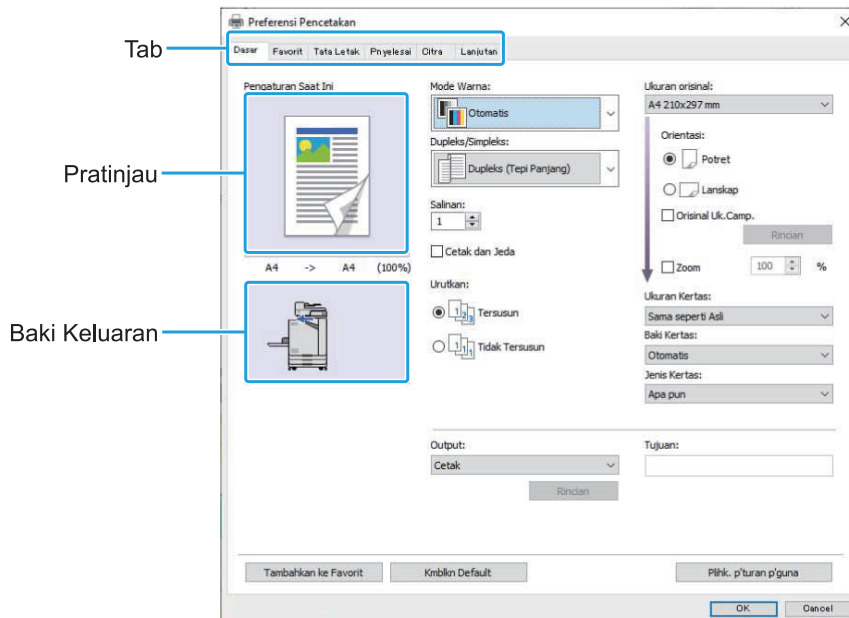 Preferensi Pencetakan
Tab
Dasar Favorit Tata Letak Pnyelesai Citra Lanjutan
Pengaturan Saat Ini
Pratinjau
A4 -> A4 (100%)
Baki Keluaran
Mode Warna:
Otomatis
Dupleks/Simpleks:
Dupleks (Tepi Panjang)
Salinan:
1
Cetak dan Jeda
Urutkan:
Tersusun
Tidak Tersusun
Ukuran orisinal:
A4 210x297 mm
Orientasi:
Potret
Lanskap
Orisinal Uk.Camp.
Rincian
Zoom 100 %
Ukuran Kertas:
Sama seperti Asli
Baki Kertas:
Otomatis
Jenis Kertas:
Apa pun
Output:
Cetak
Rincian
Tujuan:
Tambahkan ke Favorit
Kmblkn Default
Plihk. p'turan p'guna
OK
Cancel